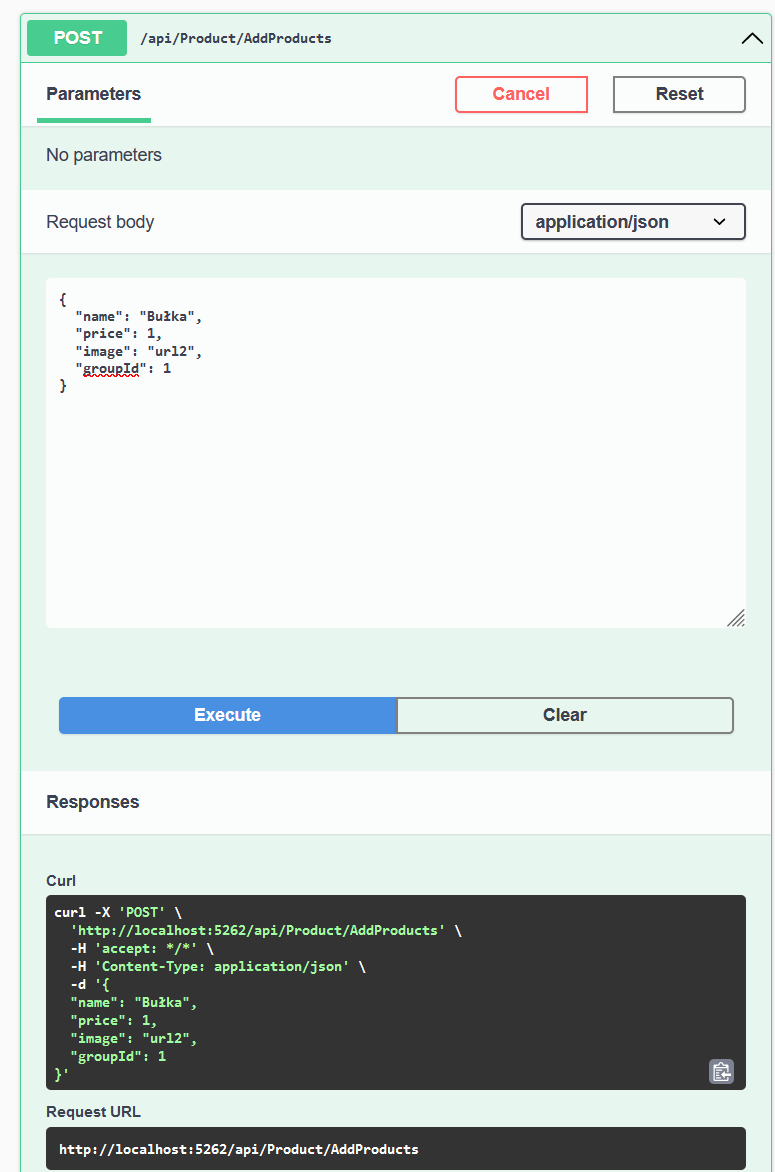 POST /api/Product/AddProducts
Parameters Cancel Reset
No parameters
Request body application/json
{
  "name": "Bułka",
  "price": 1,
  "image": "url2",
  "groupId": 1
}
Execute Clear
Responses
Curl
curl -X 'POST' \
  'http://localhost:5262/api/Product/AddProducts' \
  -H 'accept: */*' \
  -H 'Content-Type: application/json' \
  -d '{
  "name": "Bułka",
  "price": 1,
  "image": "url2",
  "groupId": 1
}'
Request URL
http://localhost:5262/api/Product/AddProducts